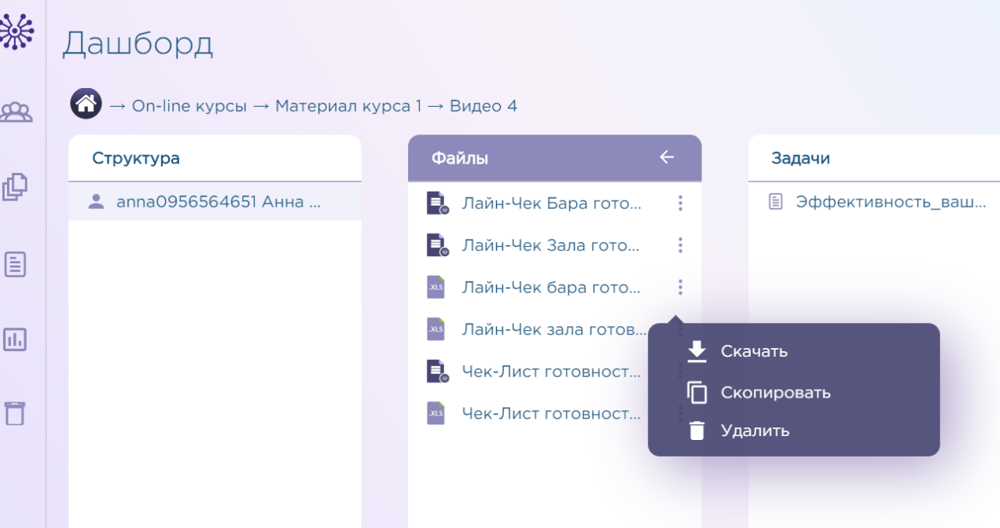 Дашборд
→ On-line курсы → Материал курса 1 → Видео 4
Структура
anna0956564651 Анна ...
Файлы
Лайн-Чек Бара гото...
Лайн-Чек Зала гото...
.XLS Лайн-Чек бара гото...
.XLS Лайн-Чек зала готов...
Чек-Лист готовност...
.XLS Чек-Лист готовност...
Скачать
Скопировать
Удалить
Задачи
Эффективность_ваш...